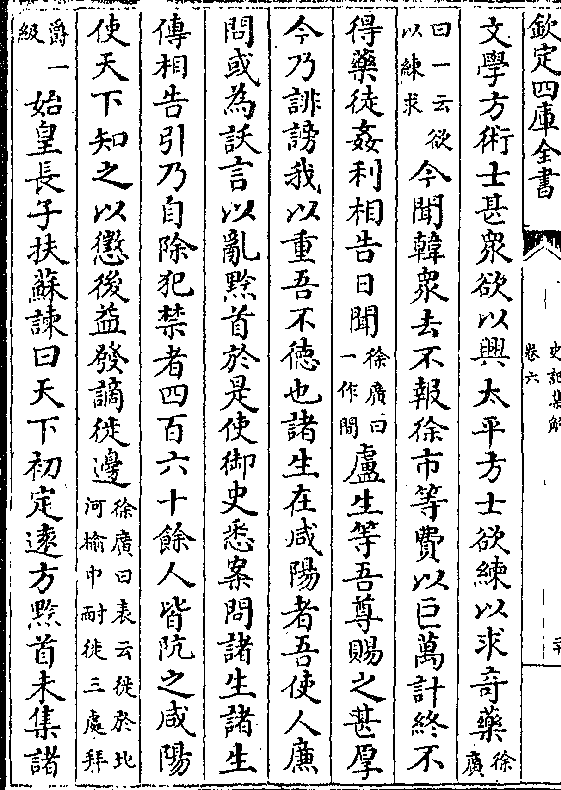 欽定四庫全書
史記集解
卷六
文學方術士甚衆欲以興太平方士欲練以求奇藥徐廣
曰一云欲以練求今聞韓衆去不報徐市等費以巨萬計終不
得藥徒姦利相告日聞徐廣曰一作間盧生等吾尊賜之甚厚
今乃誹謗我以重吾不德也諸生在咸陽者吾使人廉
問或為訞言以亂黔首於是使御史悉案問諸生諸生
傳相告引乃自除犯禁者四百六十餘人皆阬之咸陽
使天下知之以懲後益發謫徙邊徐廣曰表云徙於北河榆中耐徙三處拜
爵一級始皇長子扶蘇諫曰天下初定逺方黔首未集諸